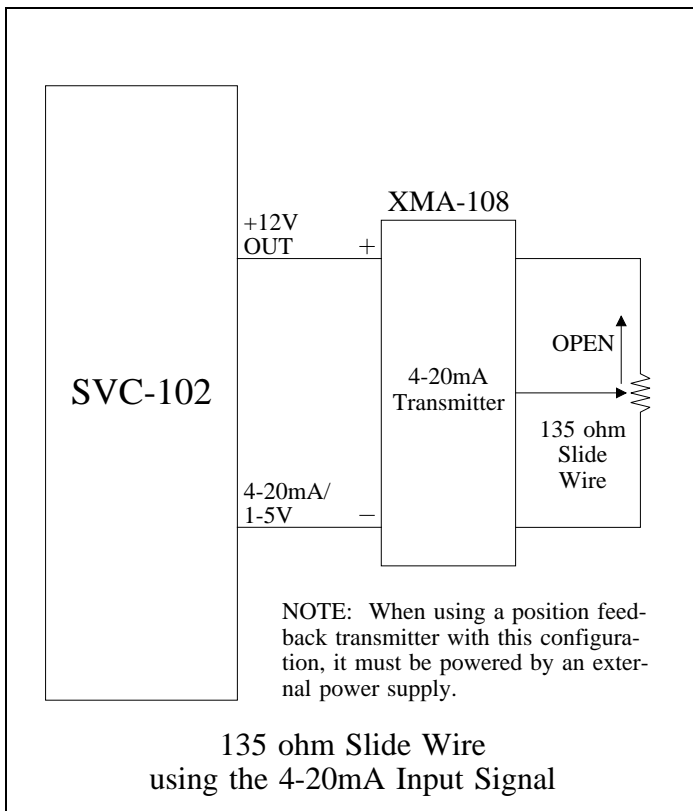 XMA-108
+12V
OUT
+
SVC-102
4-20mA
Transmitter
OPEN
135 ohm
Slide
Wire
4-20mA/
1-5V
−
NOTE: When using a position feed-
back transmitter with this configura-
tion, it must be powered by an exter-
nal power supply.
135 ohm Slide Wire
using the 4-20mA Input Signal